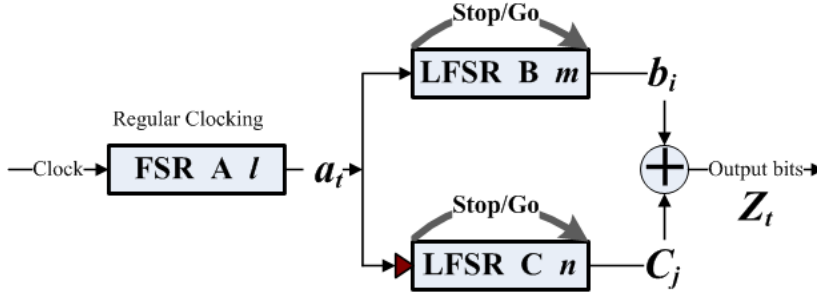 Stop/Go
LFSR B m
b_i
Regular Clocking
Clock
FSR A l
a_t
Output bits
Z_t
Stop/Go
LFSR C n
C_j